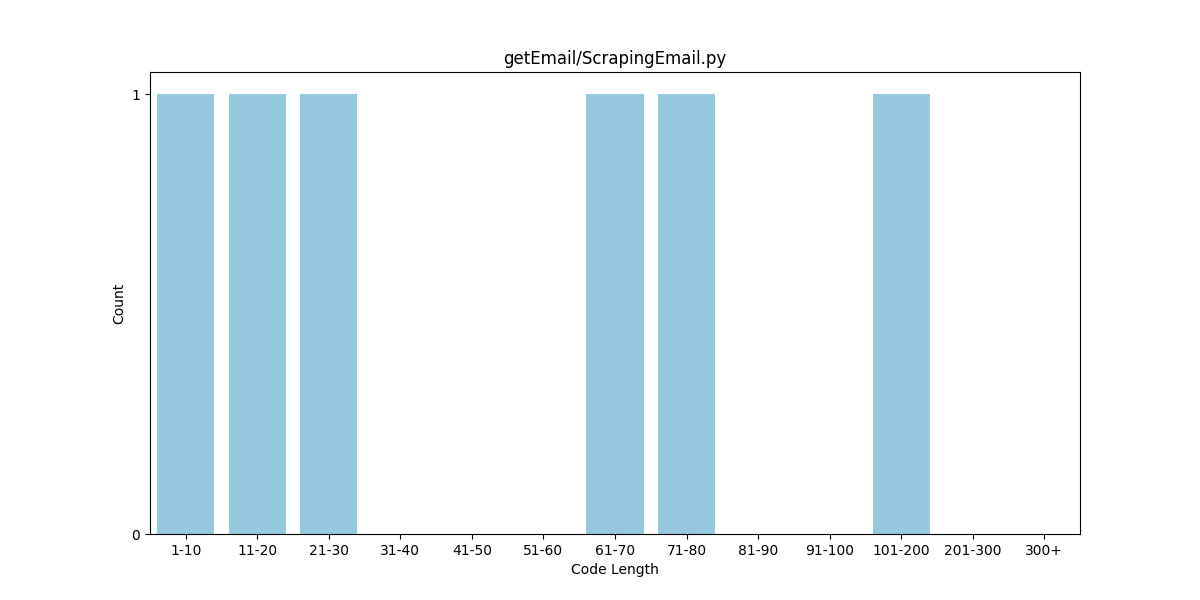 getEmail/ScrapingEmail.py
1
Count
0
1-10 11-20 21-30 31-40 41-50 51-60 61-70 71-80 81-90 91-100 101-200 201-300 300+
Code Length